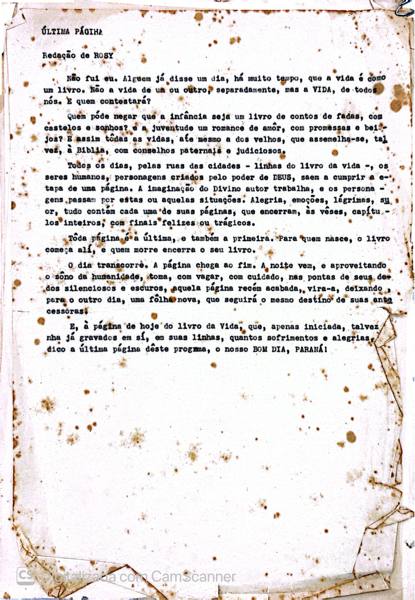 ÚLTIMA PÁGINA
Redação de ROSY
Não fui eu. Alguem já disse um dia, há muito tempo, que a vida é como
um livro. Não a vida de um ou outro, separadamente, mas a VIDA, de todos
nós. E quem contestará?
Quem pode negar que a infância seja um livro de contos de fadas, com
castelos e sonhos? e a juventude um romance de amor, com promessas e bei-
jos? E assim todas as vidas, até mesmo a dos velhos, que assemelha-se, tal
vez, à Bíblia, com conselhos paternais e judiciosos.
Todos os dias, pelas ruas das cidades - linhas do livro da vida -, os
seres humanos, personagens criados pelo poder de DEUS, saem a cumprir a e-
tapa de uma página. A imaginação do Divino autor trabalha, e os persona -
gens passam por estas ou aquelas situações. Alegria, emoções, lágrimas, su
or, tudo contém cada uma de suas páginas, que encerram, às vêses, capítu -
los inteiros, com finais felizes ou trágicos.
Toda página é a última, e também a primeira. Para quem nasce, o livro
começa alí, e quem morre encerra o seu livro.
O dia transcorre. A página chega ao fim. A noite vem, e aproveitando
o sono da humanidade, toma, com vagar, com cuidado, nas pontas de seus de-
dos silenciosos e escuros, aquela página recém acabada, vira-a, deixando,
para o outro dia, uma folha nova, que seguirá o mesmo destino de suas ante
cessoras.
E, à página de hoje do livro da Vida, que, apenas iniciada, talvez
nha já gravados em sí, em suas linhas, quantos sofrimentos e alegrias,
dico a última página dêste programa, o nosso BOM DIA, PARANÁ!
CS Digitalizada com CamScanner